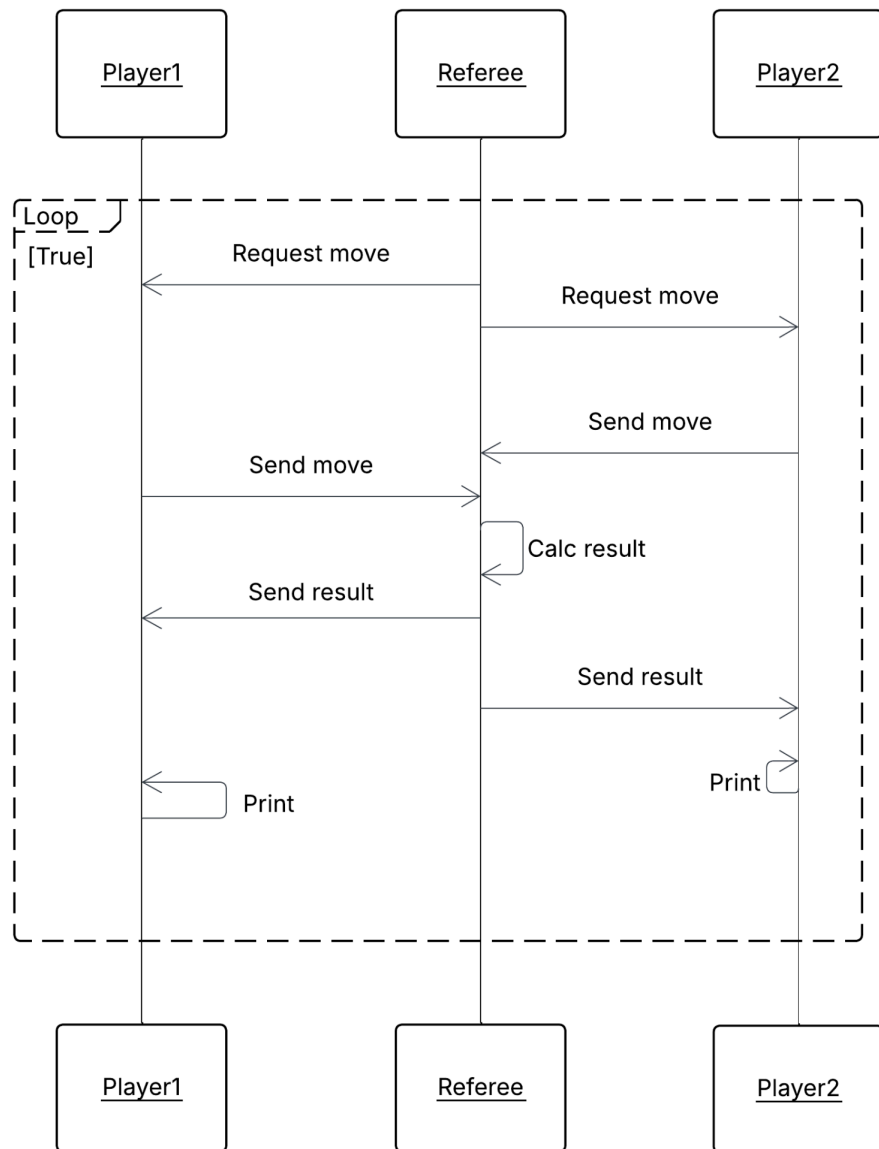 Player1
Referee
Player2
Loop
[True]
Request move
Request move
Send move
Send move
Calc result
Send result
Send result
Print
Print
Player1
Referee
Player2